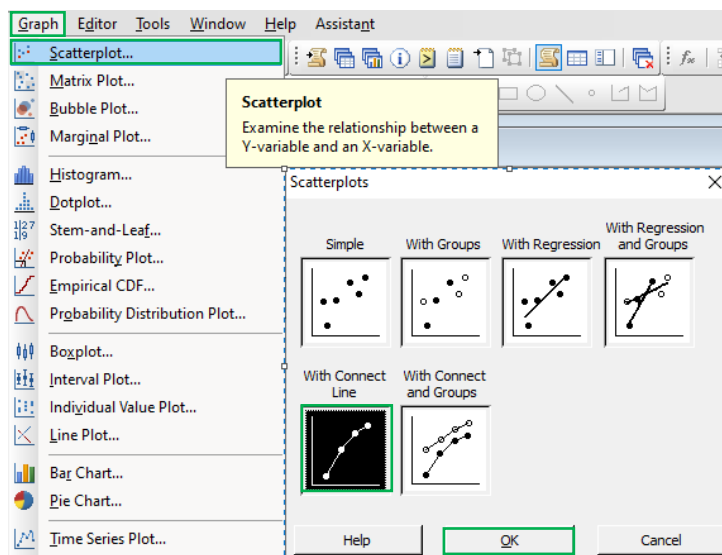 Graph Editor Tools Window Help Assistant
Scatterplot...
Matrix Plot...
Bubble Plot...
Marginal Plot...
Histogram...
Dotplot...
Stem-and-Leaf...
Probability Plot...
Empirical CDF...
Probability Distribution Plot...
Boxplot...
Interval Plot...
Individual Value Plot...
Line Plot...
Bar Chart...
Pie Chart...
Time Series Plot...
Scatterplot
Examine the relationship between a
Y-variable and an X-variable.
Scatterplots
Simple
With Groups
With Regression
With Regression
and Groups
With Connect
Line
With Connect
and Groups
Help
OK
Cancel